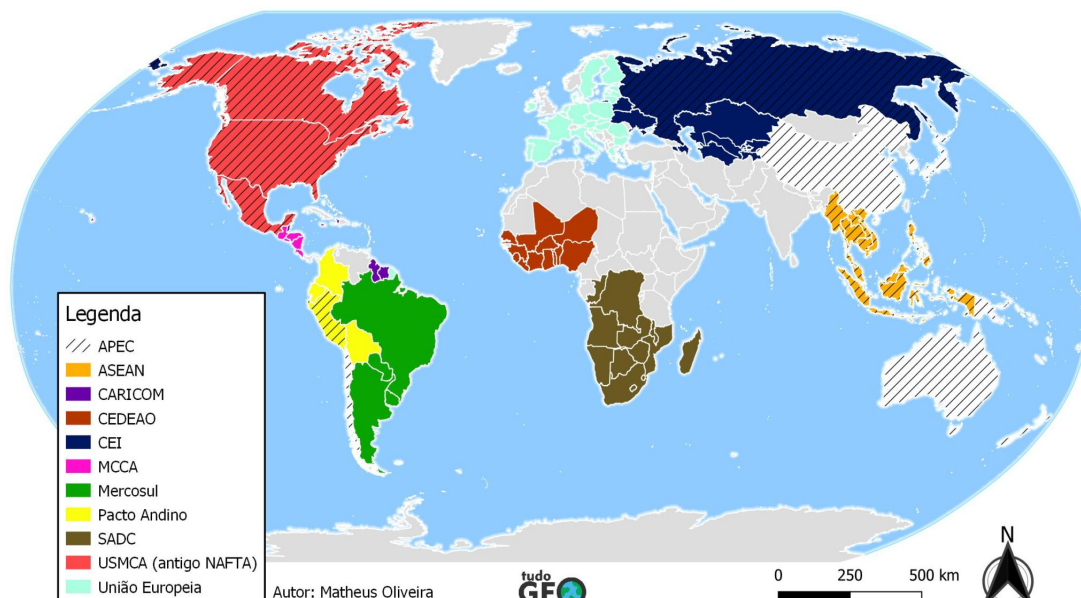 Legenda
APEC
ASEAN
CARICOM
CEDEAO
CEI
MCCA
Mercosul
Pacto Andino
SADC
USMCA (antigo NAFTA)
União Europeia
Autor: Matheus Oliveira
tudo
GEO
0 250 500 km
N